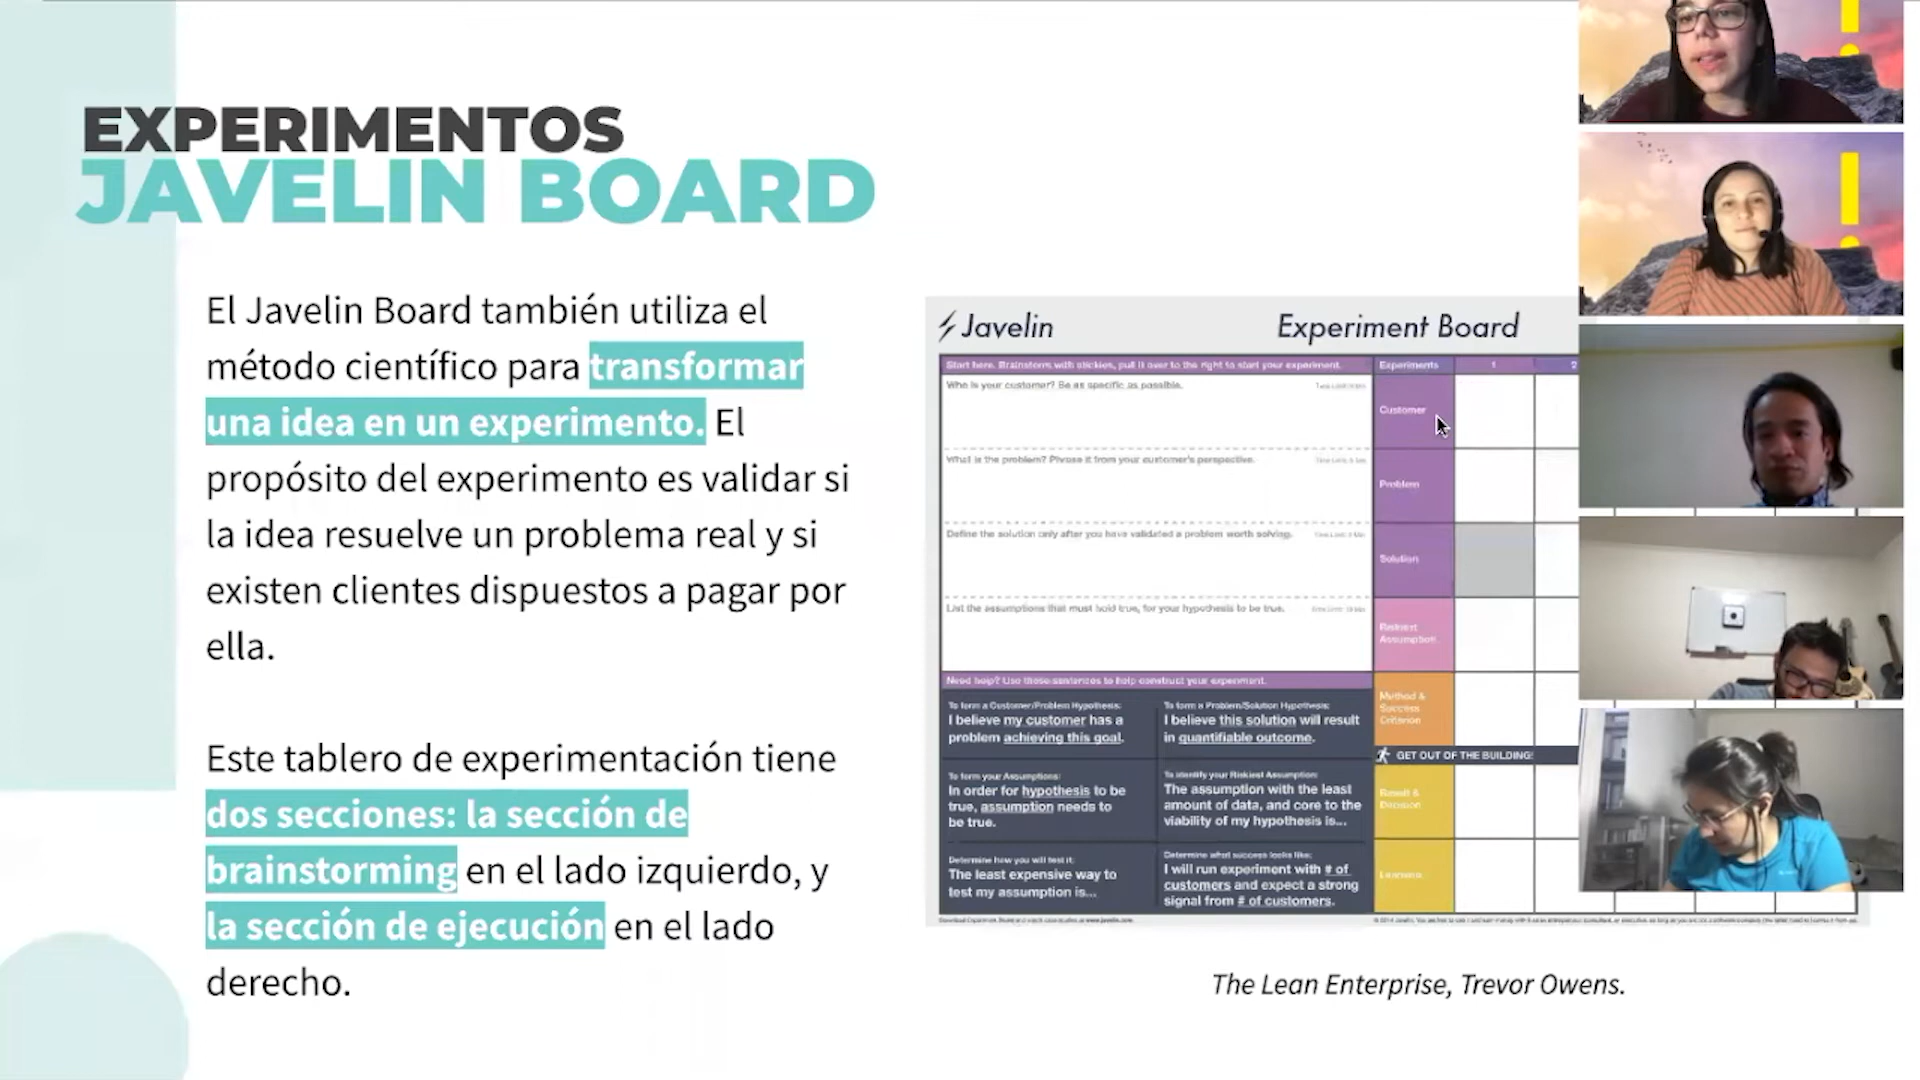 EXPERIMENTOS
JAVELIN BOARD
El Javelin Board también utiliza el
método científico para transformar
una idea en un experimento. El
propósito del experimento es validar si
la idea resuelve un problema real y si
existen clientes dispuestos a pagar por
ella.
Este tablero de experimentación tiene
dos secciones: la sección de
brainstorming en el lado izquierdo, y
la sección de ejecución en el lado
derecho.
Javelin
Experiment Board
Start here. Brainstorm with stickies, pull it over to the right to start your experiment.
Who is your customer? Be as specific as possible.
What is the problem? Phrase it from your customer's perspective.
Define the solution only after you have validated a problem worth solving.
List the assumptions that must hold true, for your hypothesis to be true.
Need help? Use these sentences to help construct your experiment.
To form a Customer/Problem Hypothesis:
I believe my customer has a
problem achieving this goal.
To form a Problem/Solution Hypothesis:
I believe this solution will result
in quantifiable outcome.
To form your Assumptions:
In order for hypothesis to be
true, assumption needs to
be true.
To identify your Riskiest Assumption:
The assumption with the least
amount of data, and core to the
viability of my hypothesis is...
Determine how you will test it:
The least expensive way to
test my assumption is...
Determine what success looks like:
I will run experiment with # of
customers and expect a strong
signal from # of customers.
Experiments
1
2
Customer
Problem
Solution
Riskiest
Assumption
Method &
Success
Criterion
GET OUT OF THE BUILDING!
Result &
Decision
Learning
The Lean Enterprise, Trevor Owens.